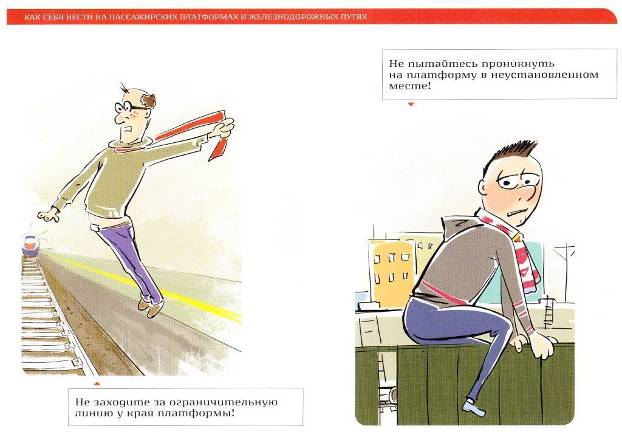 КАК СЕБЯ ВЕСТИ НА ПАССАЖИРСКИХ ПЛАТФОРМАХ И ЖЕЛЕЗНОДОРОЖНЫХ ПУТЯХ
Не пытайтесь проникнуть
на платформу в неустановленном
месте!
Не заходите за ограничительную
линию у края платформы!